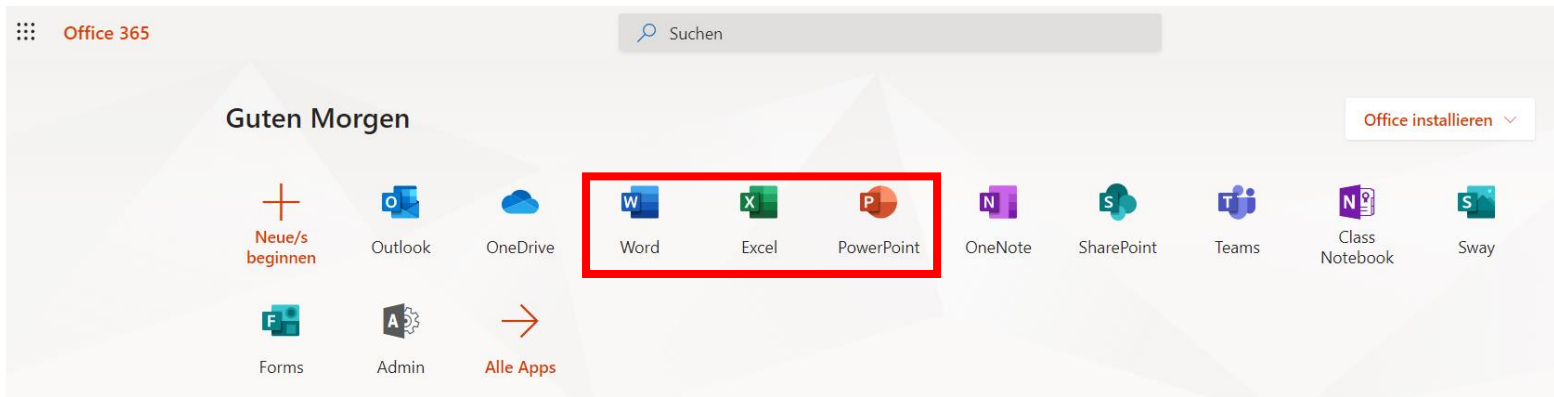 Office 365
Suchen
Guten Morgen
Office installieren
Neue/s
beginnen
Outlook
OneDrive
Word
Excel
PowerPoint
OneNote
SharePoint
Teams
Class
Notebook
Sway
Forms
Admin
Alle Apps